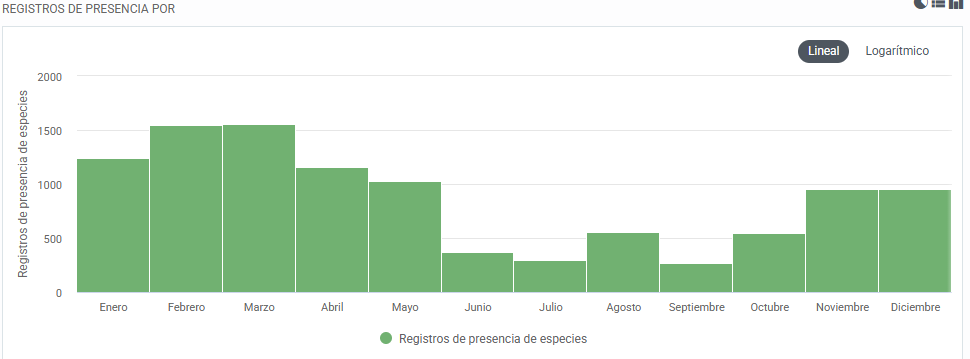 REGISTROS DE PRESENCIA POR
Lineal Logarítmico
Registros de presencia de especies
2000
1500
1000
500
0
Enero Febrero Marzo Abril Mayo Junio Julio Agosto Septiembre Octubre Noviembre Diciembre
Registros de presencia de especies